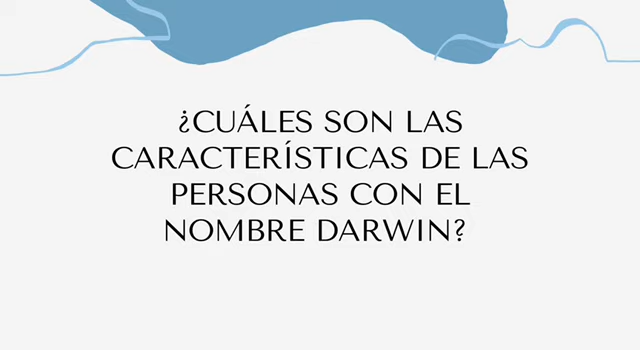 ¿CUÁLES SON LAS
CARACTERÍSTICAS DE LAS
PERSONAS CON EL
NOMBRE DARWIN?